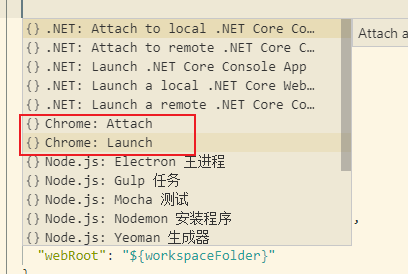 {} .NET: Attach to local .NET Core Co…
Attach a
{} .NET: Attach to remote .NET Core C…
{} .NET: Launch .NET Core Console App
{} .NET: Launch a local .NET Core Web…
{} .NET: Launch a remote .NET Core Co…
{} Chrome: Attach
{} Chrome: Launch
{} Node.js: Electron 主进程
{} Node.js: Gulp 任务
{} Node.js: Mocha 测试
{} Node.js: Nodemon 安装程序
,
{} Node.js: Yeoman 生成器
"webRoot": "${workspaceFolder}"
}